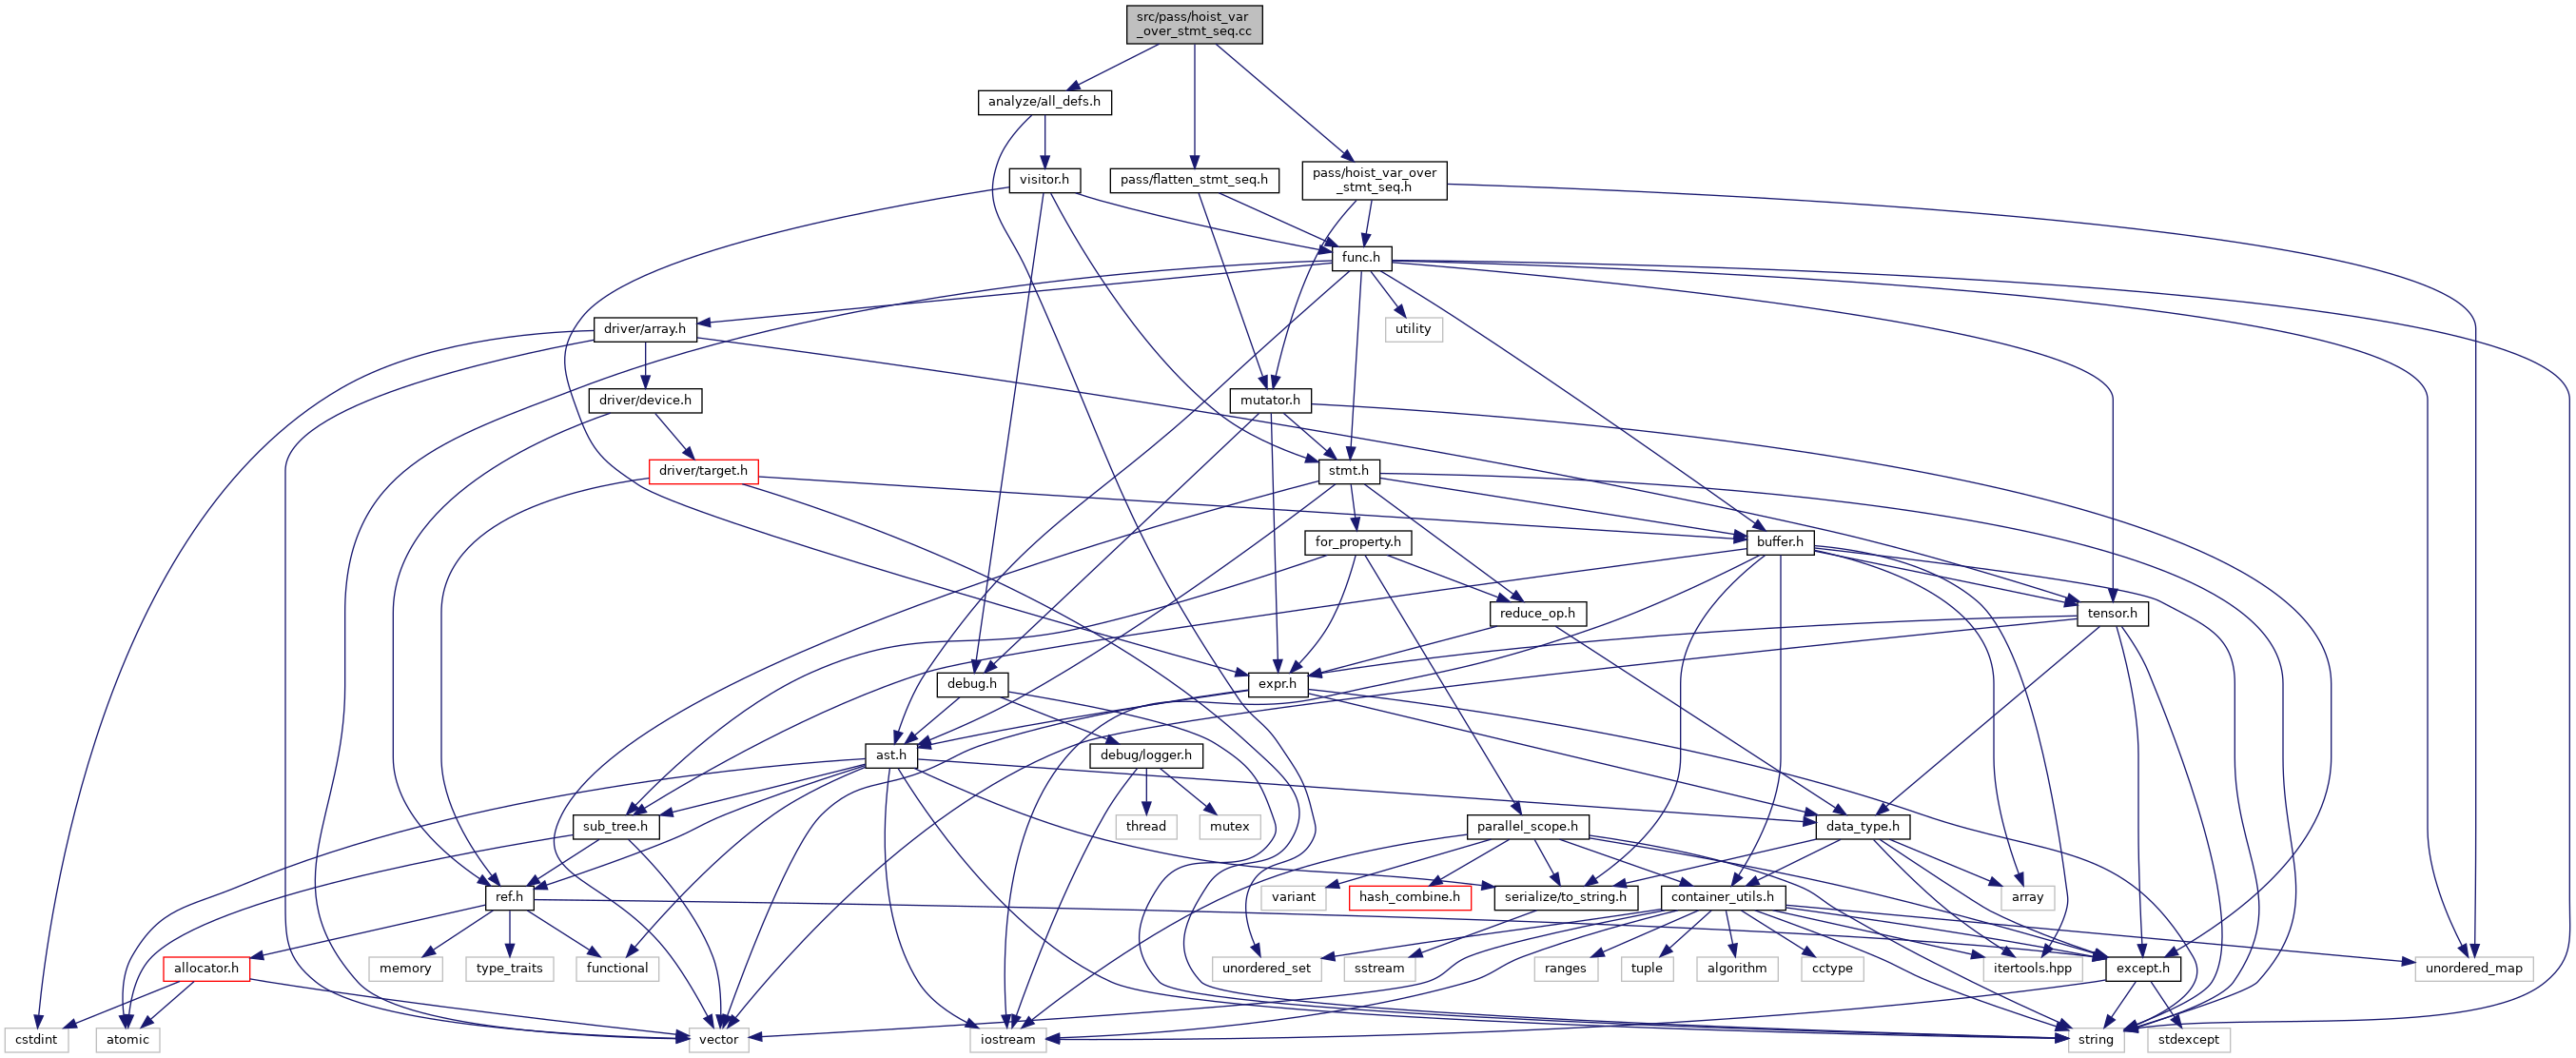 src/pass/hoist_var
_over_stmt_seq.cc
analyze/all_defs.h
visitor.h
pass/flatten_stmt_seq.h
pass/hoist_var_over
_stmt_seq.h
func.h
driver/array.h
utility
driver/device.h
mutator.h
driver/target.h
stmt.h
for_property.h
buffer.h
reduce_op.h
tensor.h
debug.h
expr.h
ast.h
debug/logger.h
sub_tree.h
thread
mutex
parallel_scope.h
data_type.h
ref.h
variant
hash_combine.h
serialize/to_string.h
container_utils.h
array
allocator.h
memory
type_traits
functional
unordered_set
sstream
ranges
tuple
algorithm
cctype
itertools.hpp
except.h
unordered_map
cstdint
atomic
vector
iostream
string
stdexcept